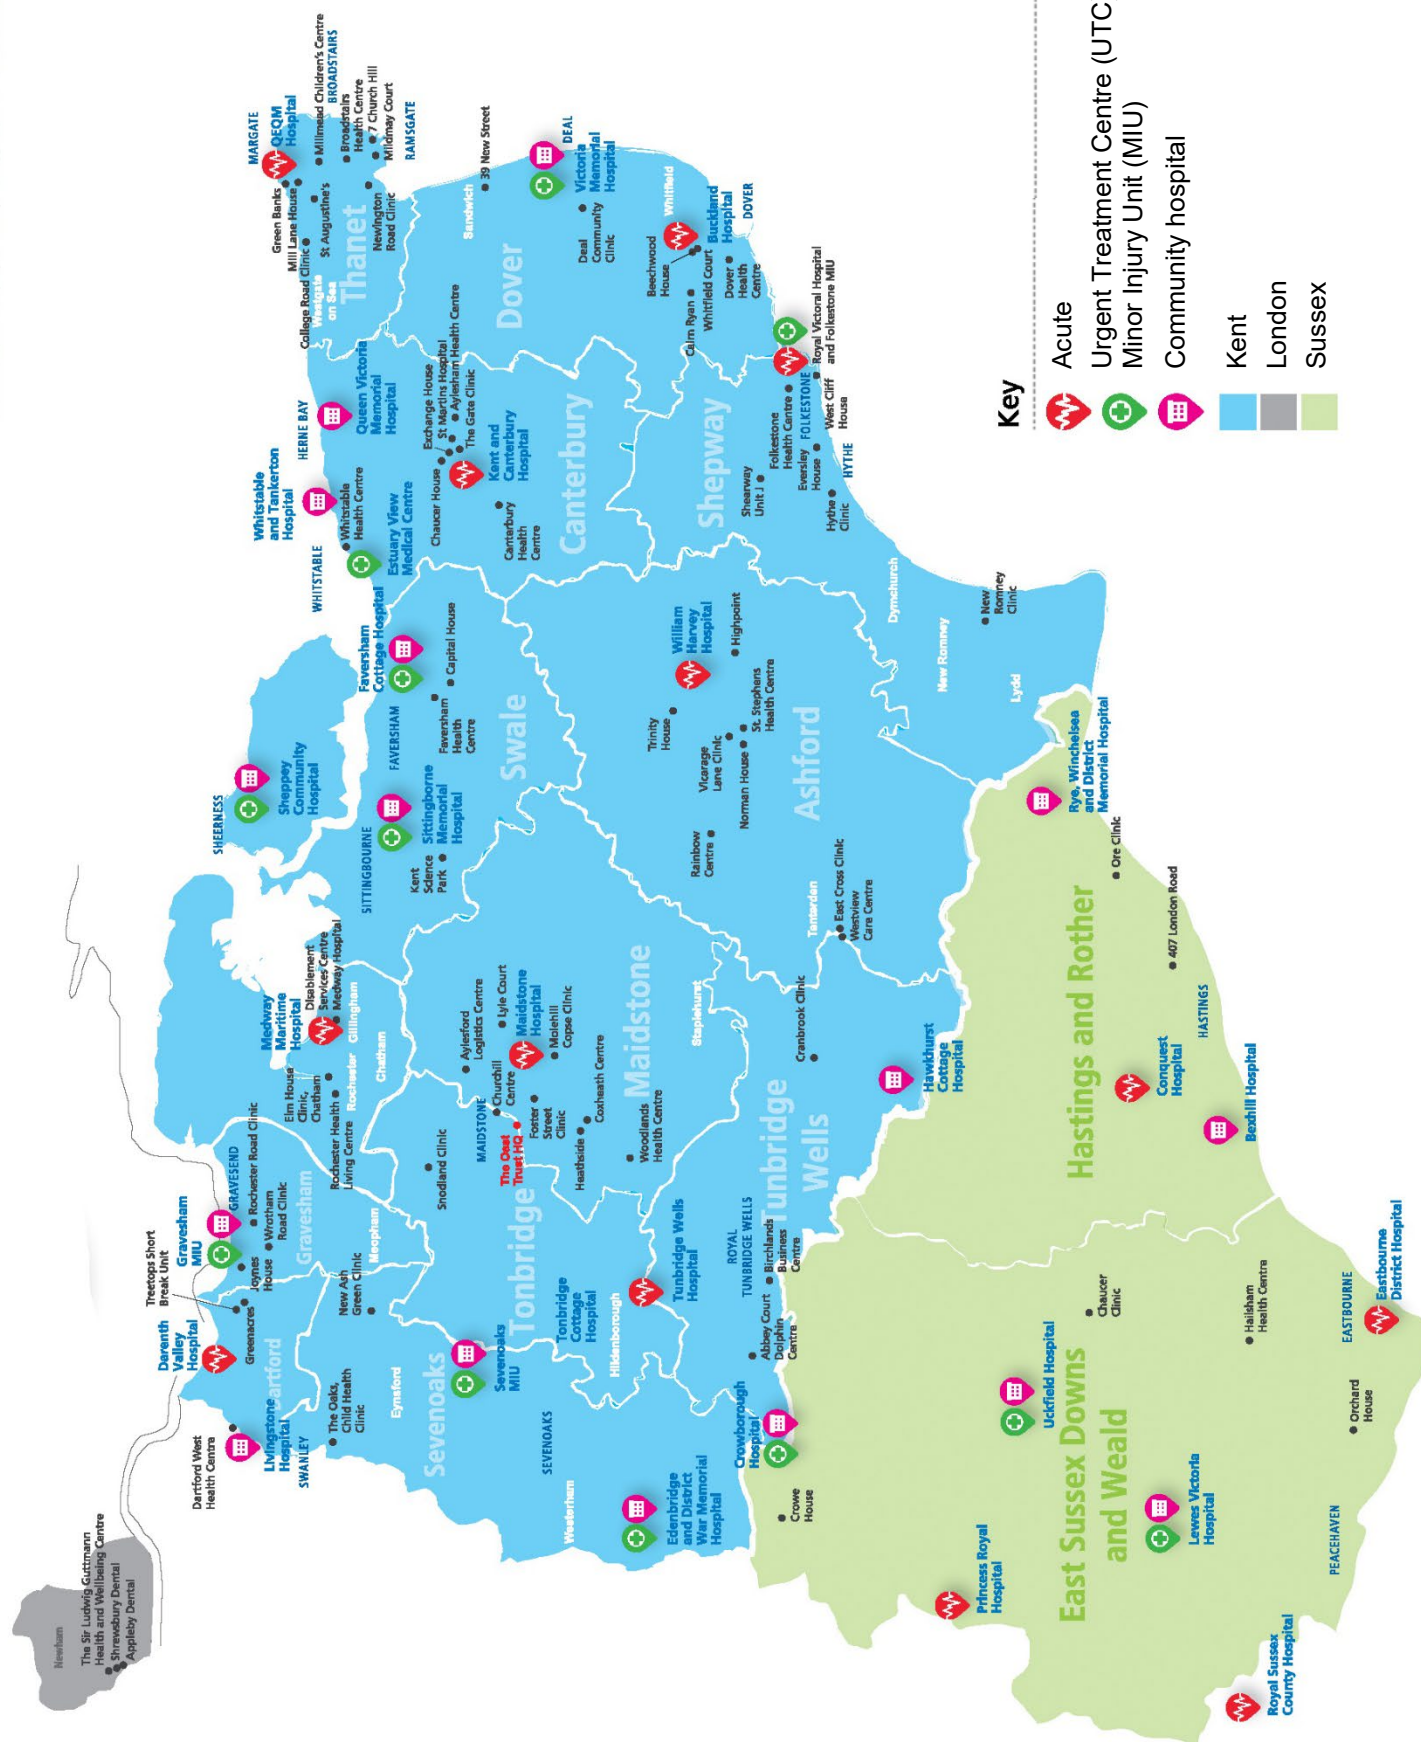 Newham
The Sir Ludwig Guttmann
Health and Wellbeing Centre
Shrewsbury Dental
Appleby Dental
Dartford West
Health Centre
Livingstone
Hospital
SWANLEY
The Oaks,
Child Health
Clinic
Darenth
Valley
Hospital
Treetops Short
Break Unit
Greenacres
Dartford
Gravesham
MIU
GRAVESEND
Joynes
House
Rochester Road Clinic
Wrotham
Road Clinic
Gravesham
New Ash
Green Clinic
Meopham
Eynsford
Sevenoaks
Sevenoaks
MIU
SEVENOAKS
Westerham
Edenbridge
and District
War Memorial
Hospital
Medway
Maritime
Hospital
Disablement
Services Centre
Medway Hospital
Elm House
Clinic,
Chatham
Rochester Health
Living Centre
Rochester
Gillingham
Chatham
Snodland Clinic
MAIDSTONE
Aylesford
Logistics Centre
Churchill
Centre
Lyle Court
Maidstone
Hospital
The Oast
Trust HQ
Foster
Street
Clinic
Molehill
Copse Clinic
Heathside
Coxheath Centre
Woodlands
Health Centre
Maidstone
Staplehurst
Tonbridge
Tonbridge
Cottage
Hospital
Hildenborough
Tunbridge Wells
Hospital
ROYAL
TUNBRIDGE WELLS
Abbey Court
Dolphin
Centre
Birchlands
Business
Centre
Tunbridge
Wells
Cranbrook Clinic
Hawkhurst
Cottage
Hospital
SHEERNESS
Sheppey
Community
Hospital
SITTINGBOURNE
Sittingborne
Memorial
Hospital
Kent
Science
Park
Swale
FAVERSHAM
Faversham
Cottage Hospital
Faversham
Health
Centre
Capital House
WHITSTABLE
Whitstable
and Tankerton
Hospital
Whitstable
Health Centre
Estuary View
Medical Centre
HERNE BAY
Queen Victoria
Memorial
Hospital
Chaucer House
Exchange House
St Martins Hospital
Aylesham Health Centre
The Gate Clinic
Kent and
Canterbury
Hospital
Canterbury
Health
Centre
Canterbury
MARGATE
QEQM
Hospital
Green Banks
Mill Lane House
College Road Clinic
St Augustine's
Westgate
on Sea
Thanet
Millmead Children's Centre
BROADSTAIRS
Broadstairs
Health Centre
7 Church Hill
Mildmay Court
Newington
Road Clinic
RAMSGATE
Sandwich
39 New Street
Dover
DEAL
Victoria
Memorial
Hospital
Deal
Community
Clinic
Whitfield
Beechwood
House
Buckland
Hospital
DOVER
Cairn Ryan
Whitfield Court
Dover
Health
Centre
Shepway
Shearway
Unit J
Folkestone
Health Centre
FOLKESTONE
Royal Victoral Hospital
and Folkestone MIU
Eversley
House
West Cliff
House
HYTHE
Hythe
Clinic
Dymchurch
New
Romney
Clinic
New Romney
Lydd
William
Harvey
Hospital
Highpoint
Trinity
House
Vicarage
Lane Clinic
St. Stephens
Health Centre
Norman House
Rainbow
Centre
Ashford
Tenterden
East Cross Clinic
Westview
Care Centre
Rye, Winchelsea
and District
Memorial Hospital
Ore Clinic
407 London Road
Hastings and Rother
HASTINGS
Conquest
Hospital
Bexhill Hospital
Crowborough
Hospital
Crowe
House
Uckfield Hospital
Chaucer
Clinic
Hailsham
Health Centre
EASTBOURNE
Eastbourne
District Hospital
Orchard
House
East Sussex Downs
and Weald
Princess Royal
Hospital
Lewes Victoria
Hospital
PEACEHAVEN
Royal Sussex
County Hospital
Key
Acute
Urgent Treatment Centre (UTC
Minor Injury Unit (MIU)
Community hospital
Kent
London
Sussex